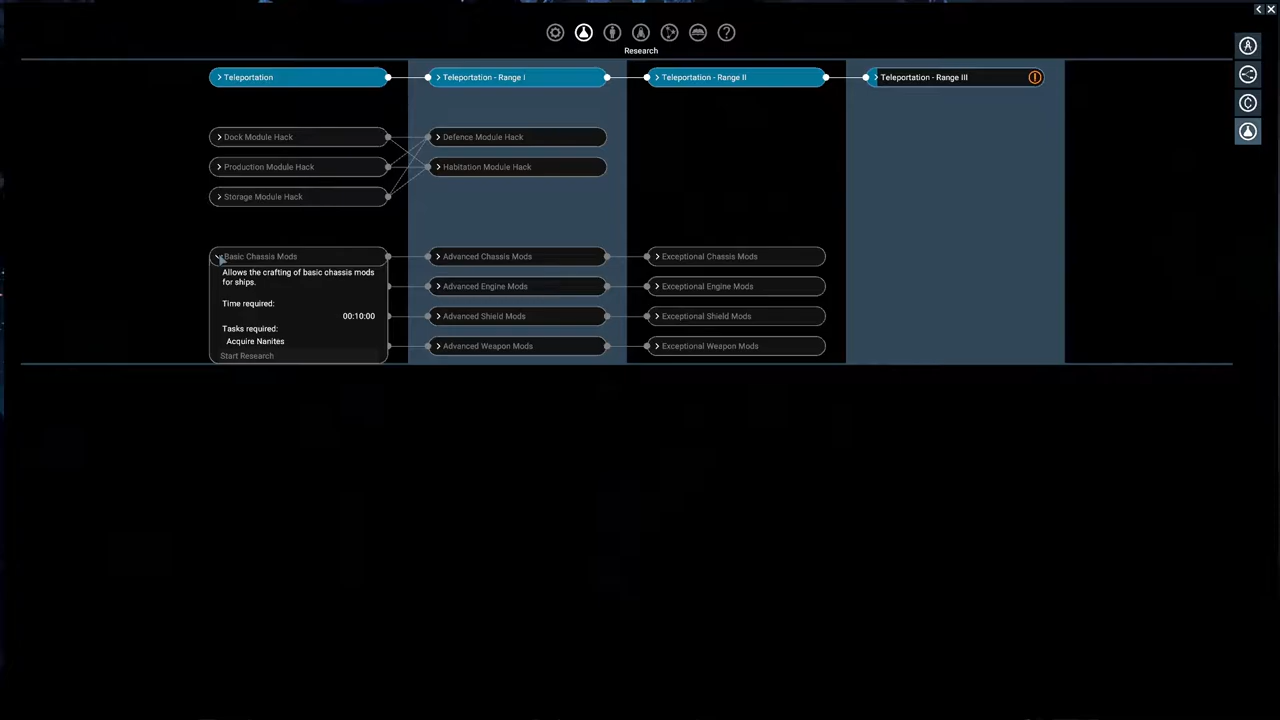 Research
Teleportation
Teleportation - Range I
Teleportation - Range II
Teleportation - Range III
Dock Module Hack
Defence Module Hack
Production Module Hack
Habitation Module Hack
Storage Module Hack
Basic Chassis Mods
Advanced Chassis Mods
Exceptional Chassis Mods
Allows the crafting of basic chassis mods
for ships.
Advanced Engine Mods
Exceptional Engine Mods
Time required:
00:10:00
Advanced Shield Mods
Exceptional Shield Mods
Tasks required:
Acquire Nanites
Advanced Weapon Mods
Exceptional Weapon Mods
Start Research